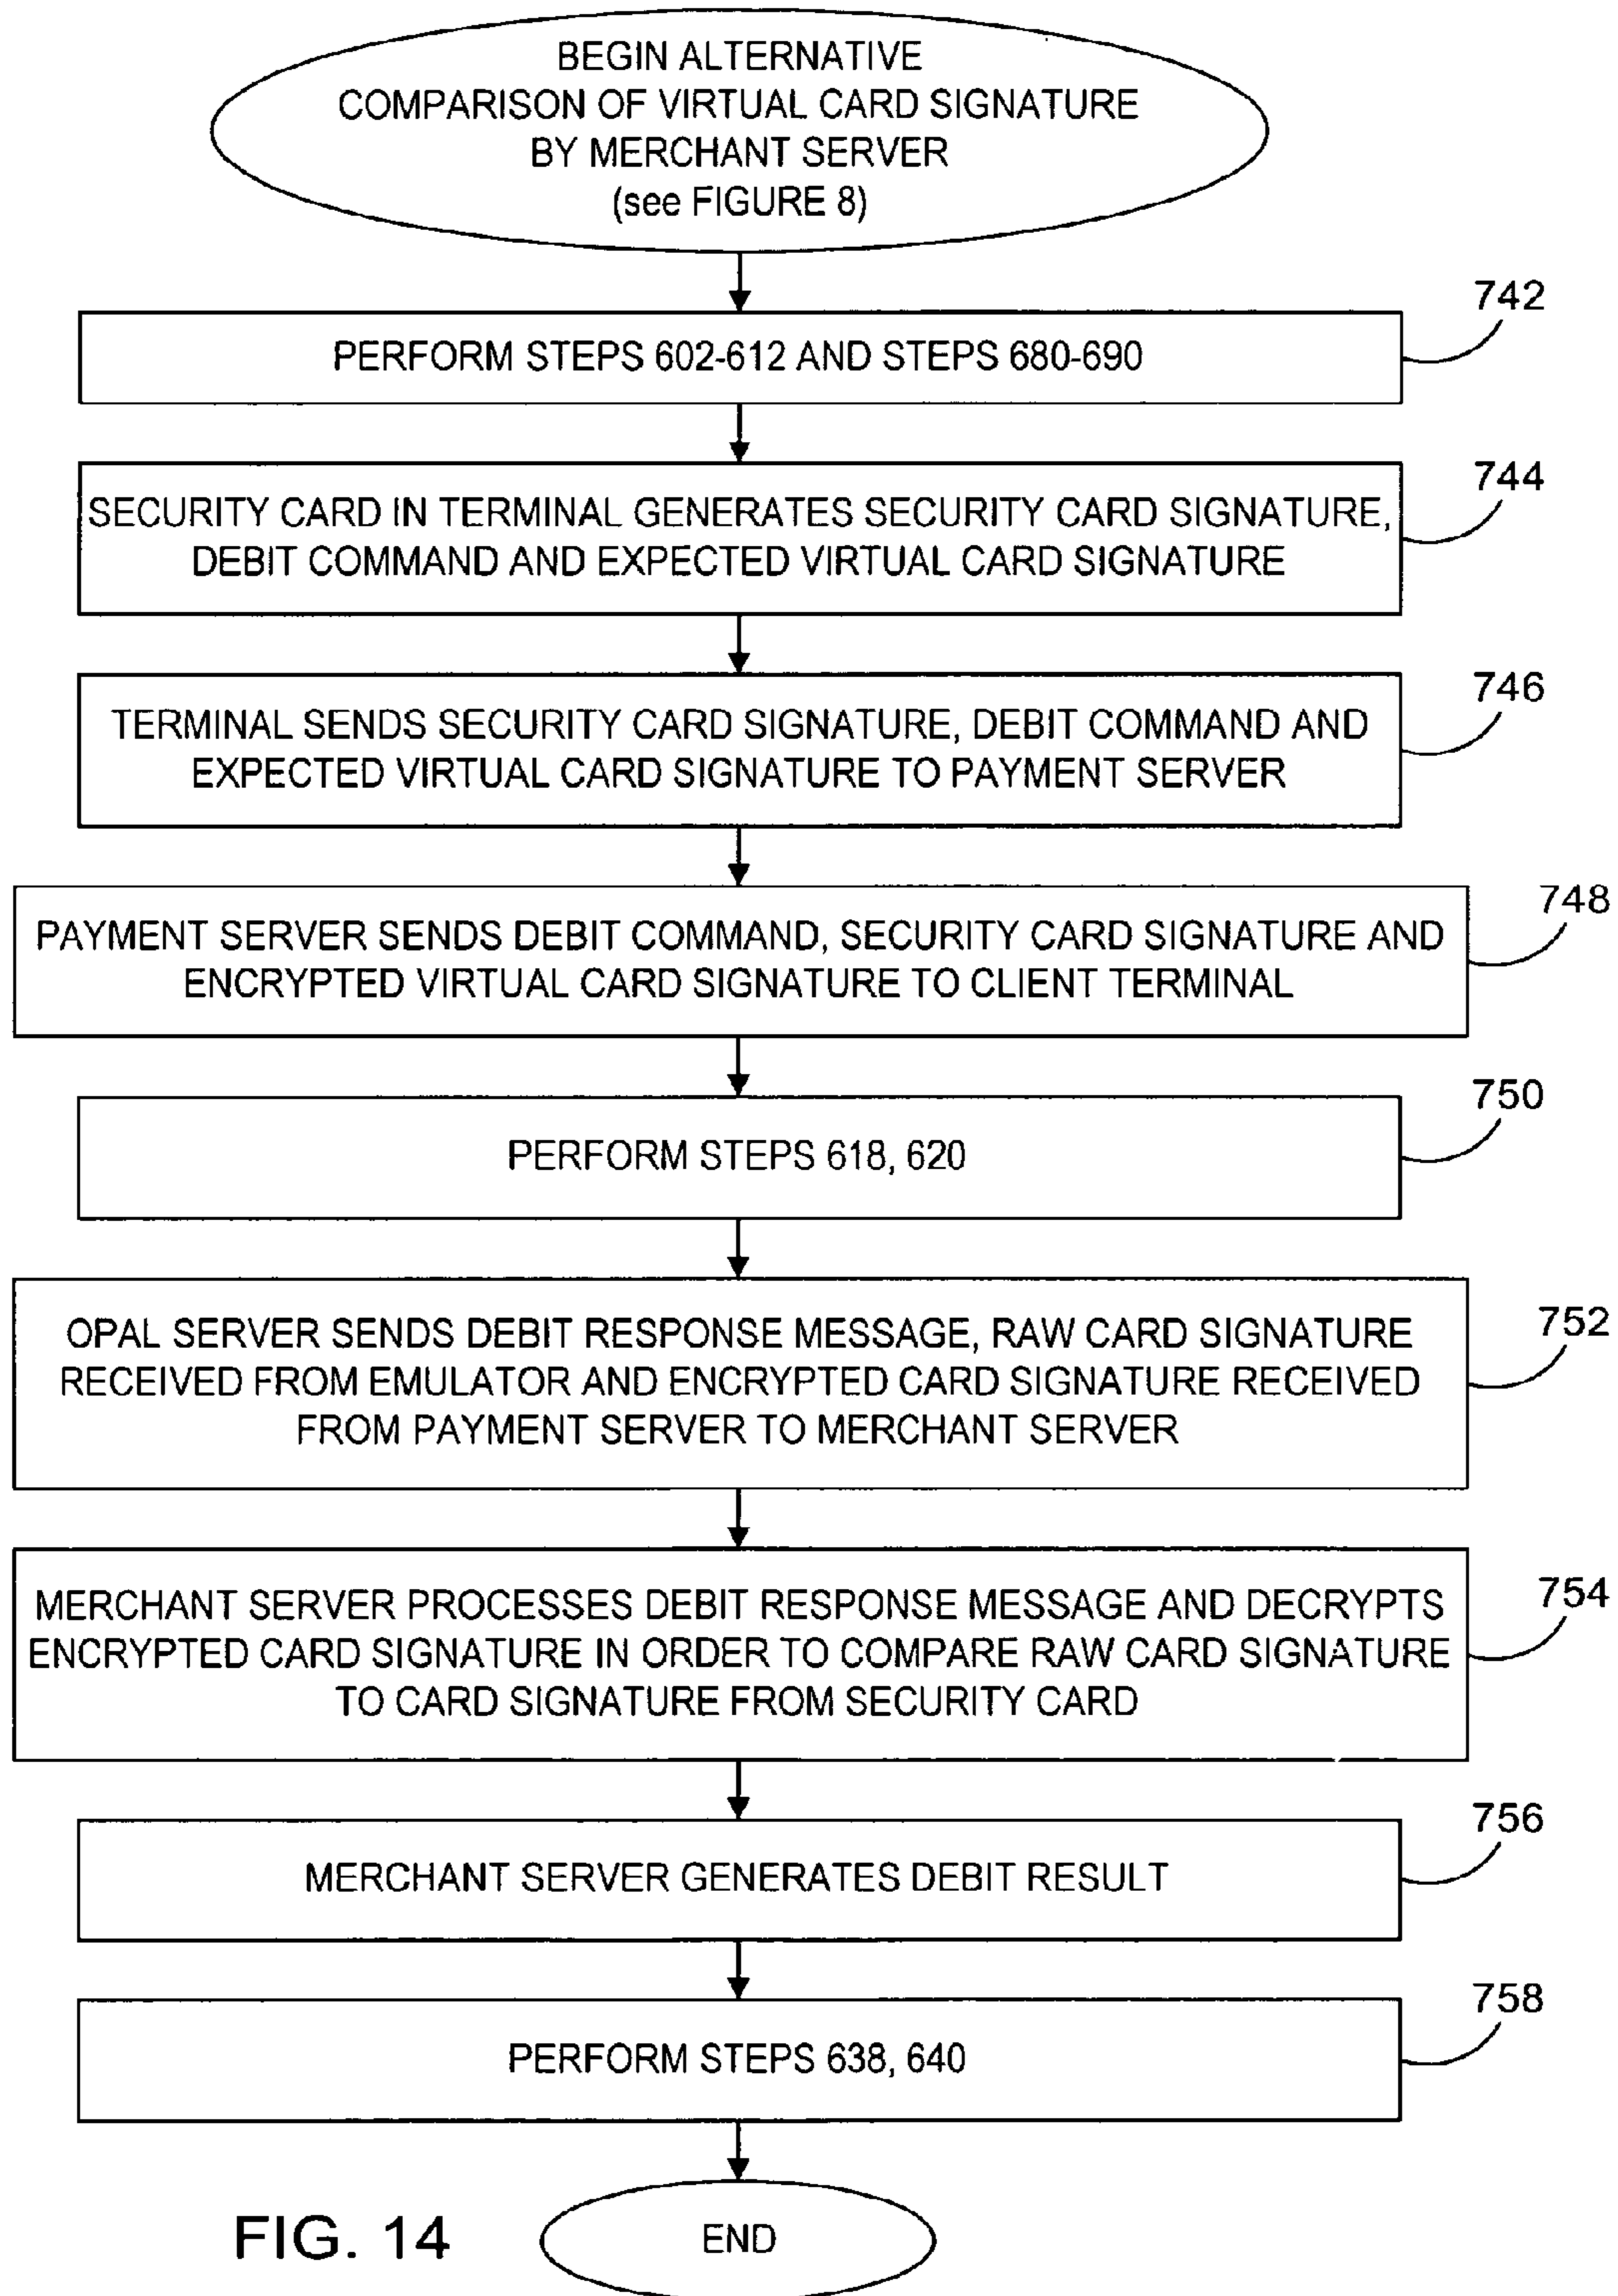 BEGIN ALTERNATIVE
COMPARISON OF VIRTUAL CARD SIGNATURE
BY MERCHANT SERVER
(see FIGURE 8)
742
PERFORM STEPS 602-612 AND STEPS 680-690
744
SECURITY CARD IN TERMINAL GENERATES SECURITY CARD SIGNATURE,
DEBIT COMMAND AND EXPECTED VIRTUAL CARD SIGNATURE
746
TERMINAL SENDS SECURITY CARD SIGNATURE, DEBIT COMMAND AND
EXPECTED VIRTUAL CARD SIGNATURE TO PAYMENT SERVER
748
PAYMENT SERVER SENDS DEBIT COMMAND, SECURITY CARD SIGNATURE AND
ENCRYPTED VIRTUAL CARD SIGNATURE TO CLIENT TERMINAL
750
PERFORM STEPS 618, 620
752
OPAL SERVER SENDS DEBIT RESPONSE MESSAGE, RAW CARD SIGNATURE
RECEIVED FROM EMULATOR AND ENCRYPTED CARD SIGNATURE RECEIVED
FROM PAYMENT SERVER TO MERCHANT SERVER
754
MERCHANT SERVER PROCESSES DEBIT RESPONSE MESSAGE AND DECRYPTS
ENCRYPTED CARD SIGNATURE IN ORDER TO COMPARE RAW CARD SIGNATURE
TO CARD SIGNATURE FROM SECURITY CARD
756
MERCHANT SERVER GENERATES DEBIT RESULT
758
PERFORM STEPS 638, 640
FIG. 14
END